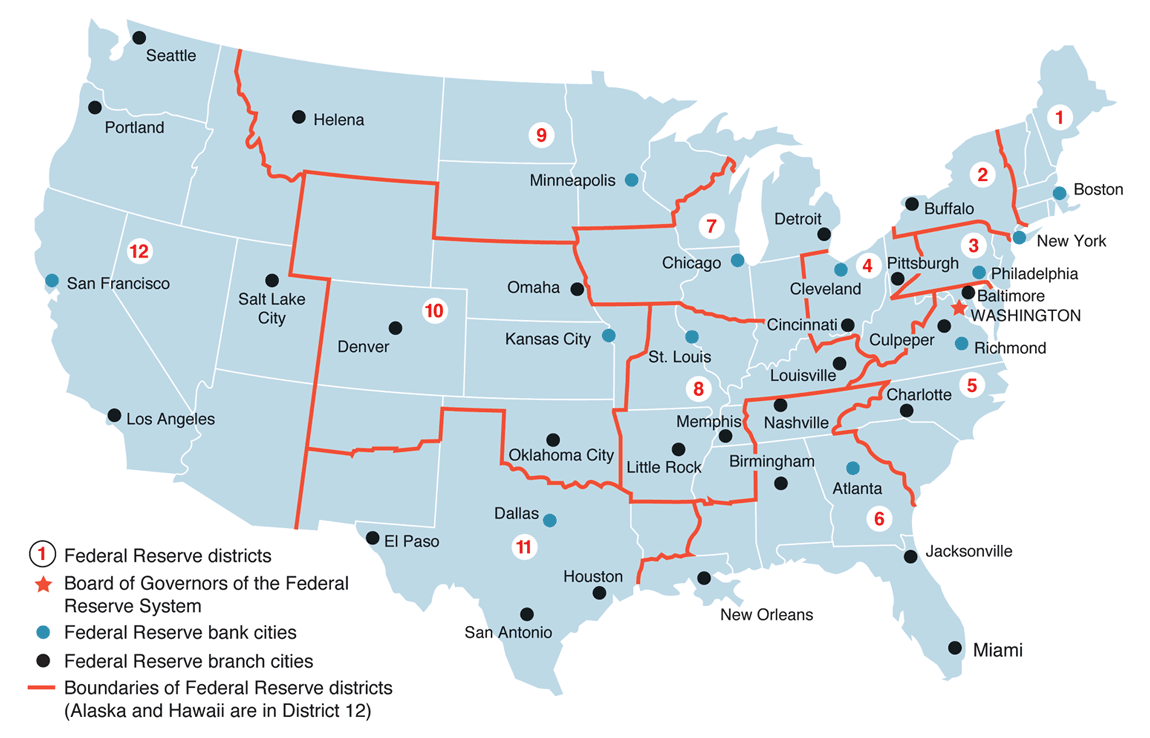 Seattle
Portland
Helena
9
1
Minneapolis
2
Boston
Buffalo
Detroit
7
12
3
New York
4
Pittsburgh
Chicago
Philadelphia
San Francisco
Cleveland
Omaha
Baltimore
Salt Lake
City
10
WASHINGTON
Cincinnati
Kansas City
Culpeper
Denver
St. Louis
Richmond
Louisville
8
5
Charlotte
Los Angeles
Memphis
Nashville
Oklahoma City
Little Rock
Birmingham
Atlanta
Dallas
6
El Paso
11
Jacksonville
Houston
New Orleans
San Antonio
Miami
1 Federal Reserve districts
Board of Governors of the Federal
Reserve System
Federal Reserve bank cities
Federal Reserve branch cities
Boundaries of Federal Reserve districts
(Alaska and Hawaii are in District 12)